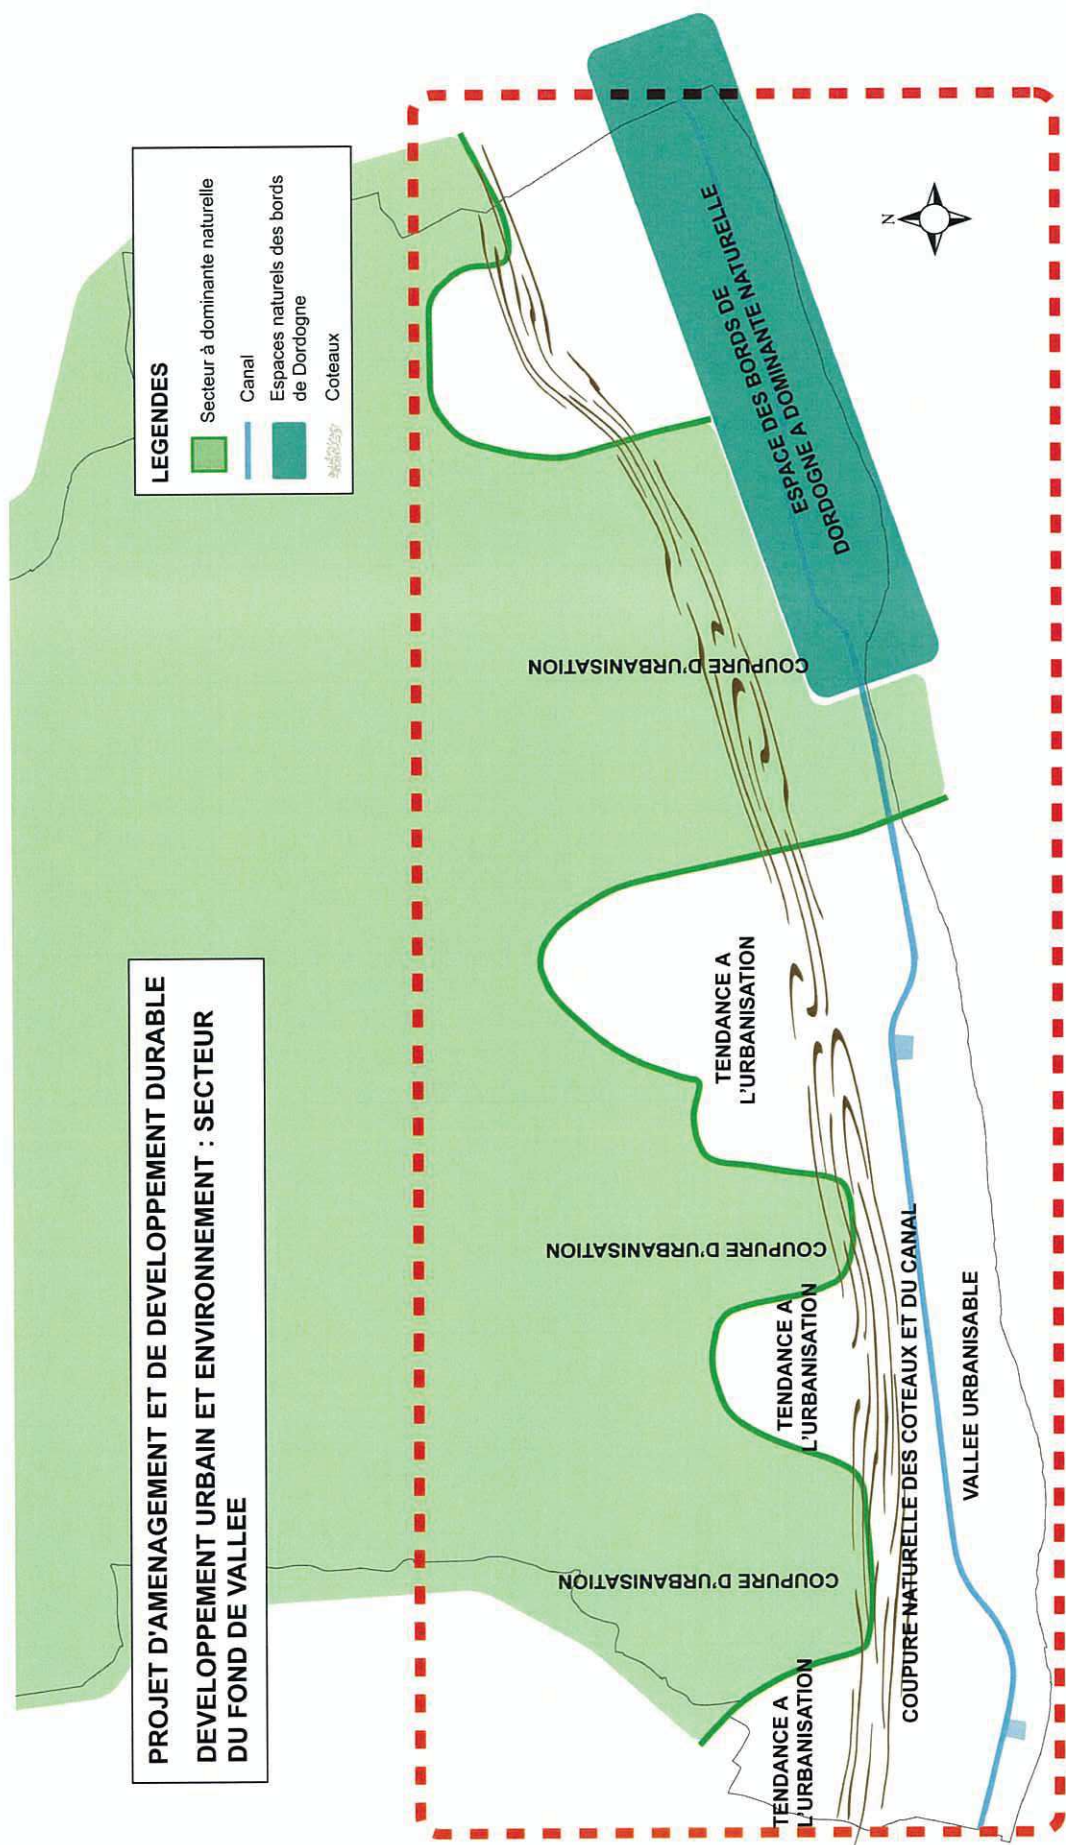 PROJET D'AMENAGEMENT ET DE DEVELOPPEMENT DURABLE
DEVELOPPEMENT URBAIN ET ENVIRONNEMENT : SECTEUR
DU FOND DE VALLEE
LEGENDES
Secteur à dominante naturelle
Canal
Espaces naturels des bords
de Dordogne
Coteaux
COUPURE D'URBANISATION
COUPURE D'URBANISATION
COUPURE D'URBANISATION
TENDANCE A
L'URBANISATION
TENDANCE A
L'URBANISATION
TENDANCE A
L'URBANISATION
COUPURE NATURELLE DES COTEAUX ET DU CANAL
VALLEE URBANISABLE
ESPACE DES BORDS DE
DORDOGNE A DOMINANTE NATURELLE
N